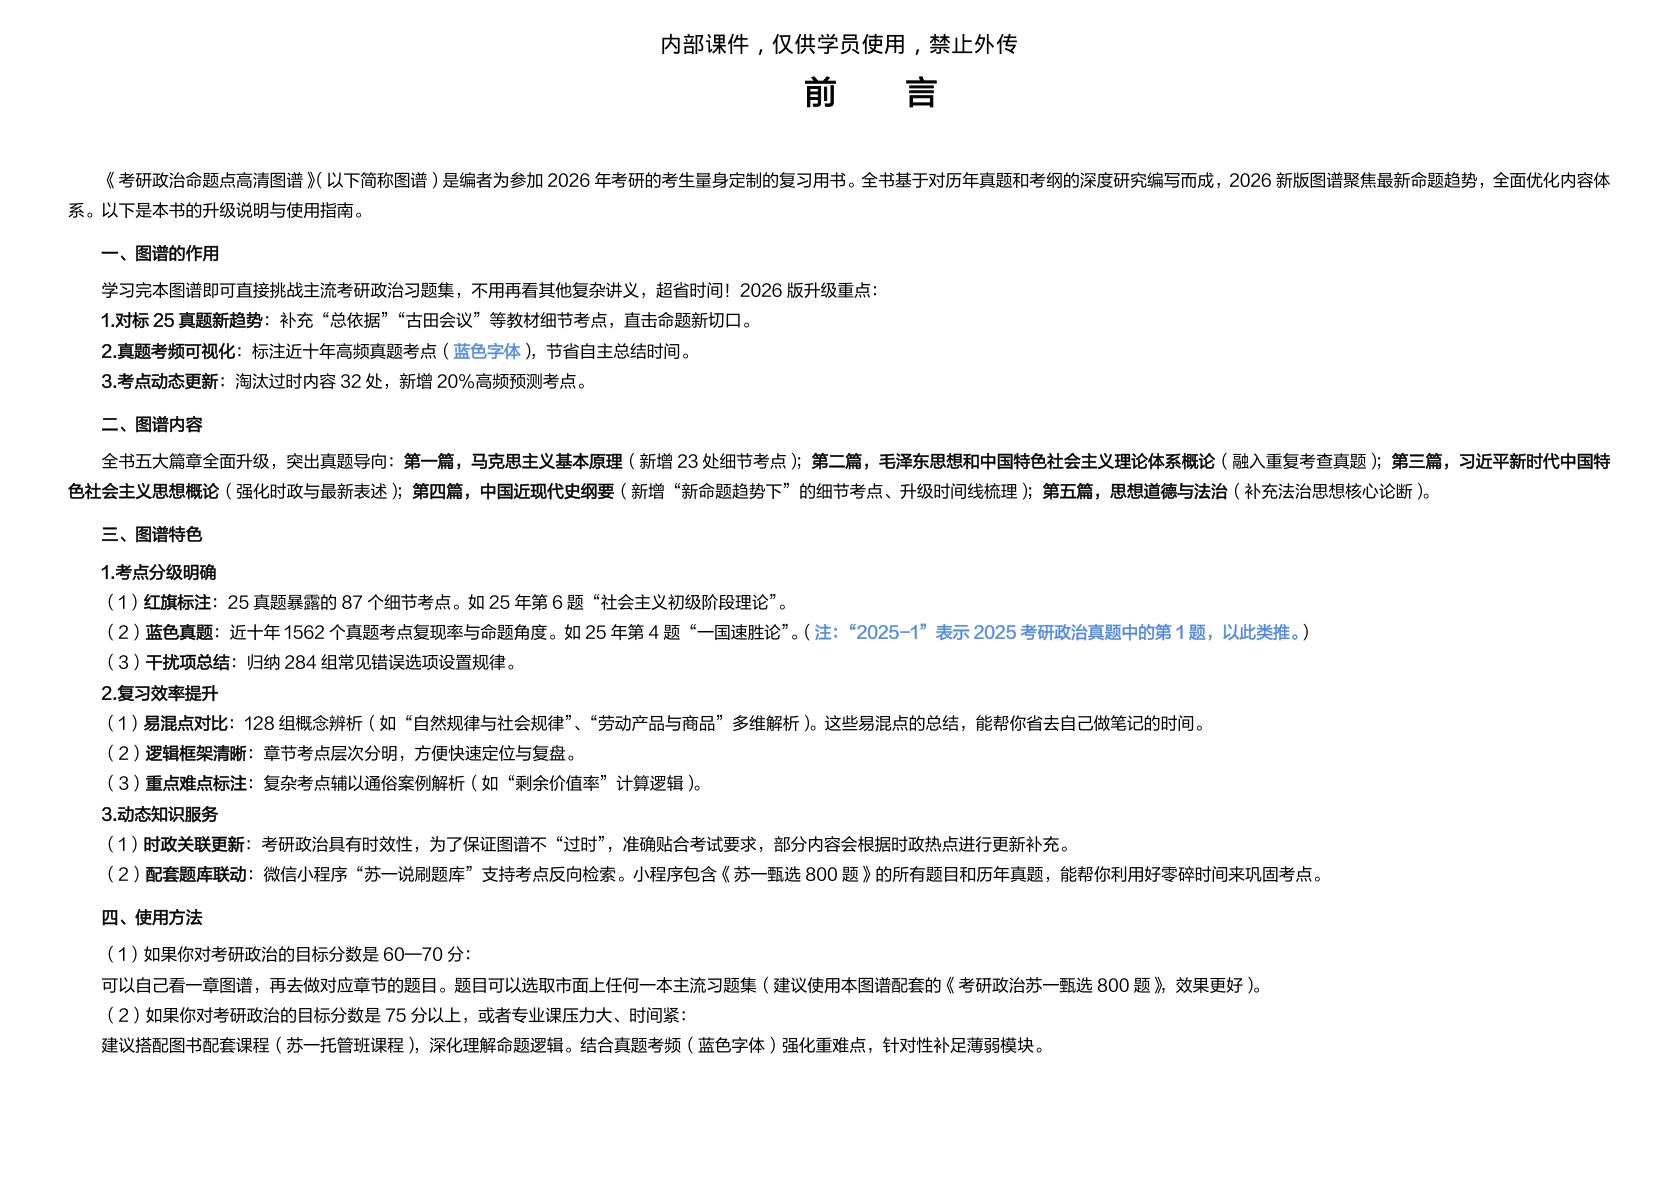 内部课件，仅供学员使用，禁止外传
前　言
《考研政治命题点高清图谱》（以下简称图谱）是编者为参加 2026 年考研的考生量身定制的复习用书。全书基于对历年真题和考纲的深度研究编写而成，2026 新版图谱聚焦最新命题趋势，全面优化内容体
系。以下是本书的升级说明与使用指南。
一、图谱的作用
学习完本图谱即可直接挑战主流考研政治习题集，不用再看其他复杂讲义，超省时间！2026 版升级重点：
1.对标 25 真题新趋势：补充“总依据”“古田会议”等教材细节考点，直击命题新切口。
2.真题考频可视化：标注近十年高频真题考点（蓝色字体），节省自主总结时间。
3.考点动态更新：淘汰过时内容 32 处，新增 20%高频预测考点。
二、图谱内容
全书五大篇章全面升级，突出真题导向：第一篇，马克思主义基本原理（新增 23 处细节考点）；第二篇，毛泽东思想和中国特色社会主义理论体系概论（融入重复考查真题）；第三篇，习近平新时代中国特
色社会主义思想概论（强化时政与最新表述）；第四篇，中国近现代史纲要（新增“新命题趋势下”的细节考点、升级时间线梳理）；第五篇，思想道德与法治（补充法治思想核心论断）。
三、图谱特色
1.考点分级明确
（1）红旗标注：25 真题暴露的 87 个细节考点。如 25 年第 6 题“社会主义初级阶段理论”。
（2）蓝色真题：近十年 1562 个真题考点复现率与命题角度。如 25 年第 4 题“一国速胜论”。（注：“2025-1”表示 2025 考研政治真题中的第 1 题，以此类推。）
（3）干扰项总结：归纳 284 组常见错误选项设置规律。
2.复习效率提升
（1）易混点对比：128 组概念辨析（如“自然规律与社会规律”、“劳动产品与商品”多维解析）。这些易混点的总结，能帮你省去自己做笔记的时间。
（2）逻辑框架清晰：章节考点层次分明，方便快速定位与复盘。
（3）重点难点标注：复杂考点辅以通俗案例解析（如“剩余价值率”计算逻辑）。
3.动态知识服务
（1）时政关联更新：考研政治具有时效性，为了保证图谱不“过时”，准确贴合考试要求，部分内容会根据时政热点进行更新补充。
（2）配套题库联动：微信小程序“苏一说刷题库”支持考点反向检索。小程序包含《苏一甄选 800 题》的所有题目和历年真题，能帮你利用好零碎时间来巩固考点。
四、使用方法
（1）如果你对考研政治的目标分数是 60—70 分：
可以自己看一章图谱，再去做对应章节的题目。题目可以选取市面上任何一本主流习题集（建议使用本图谱配套的《考研政治苏一甄选 800 题》，效果更好）。
（2）如果你对考研政治的目标分数是 75 分以上，或者专业课压力大、时间紧：
建议搭配图书配套课程（苏一托管班课程），深化理解命题逻辑。结合真题考频（蓝色字体）强化重难点，针对性补足薄弱模块。